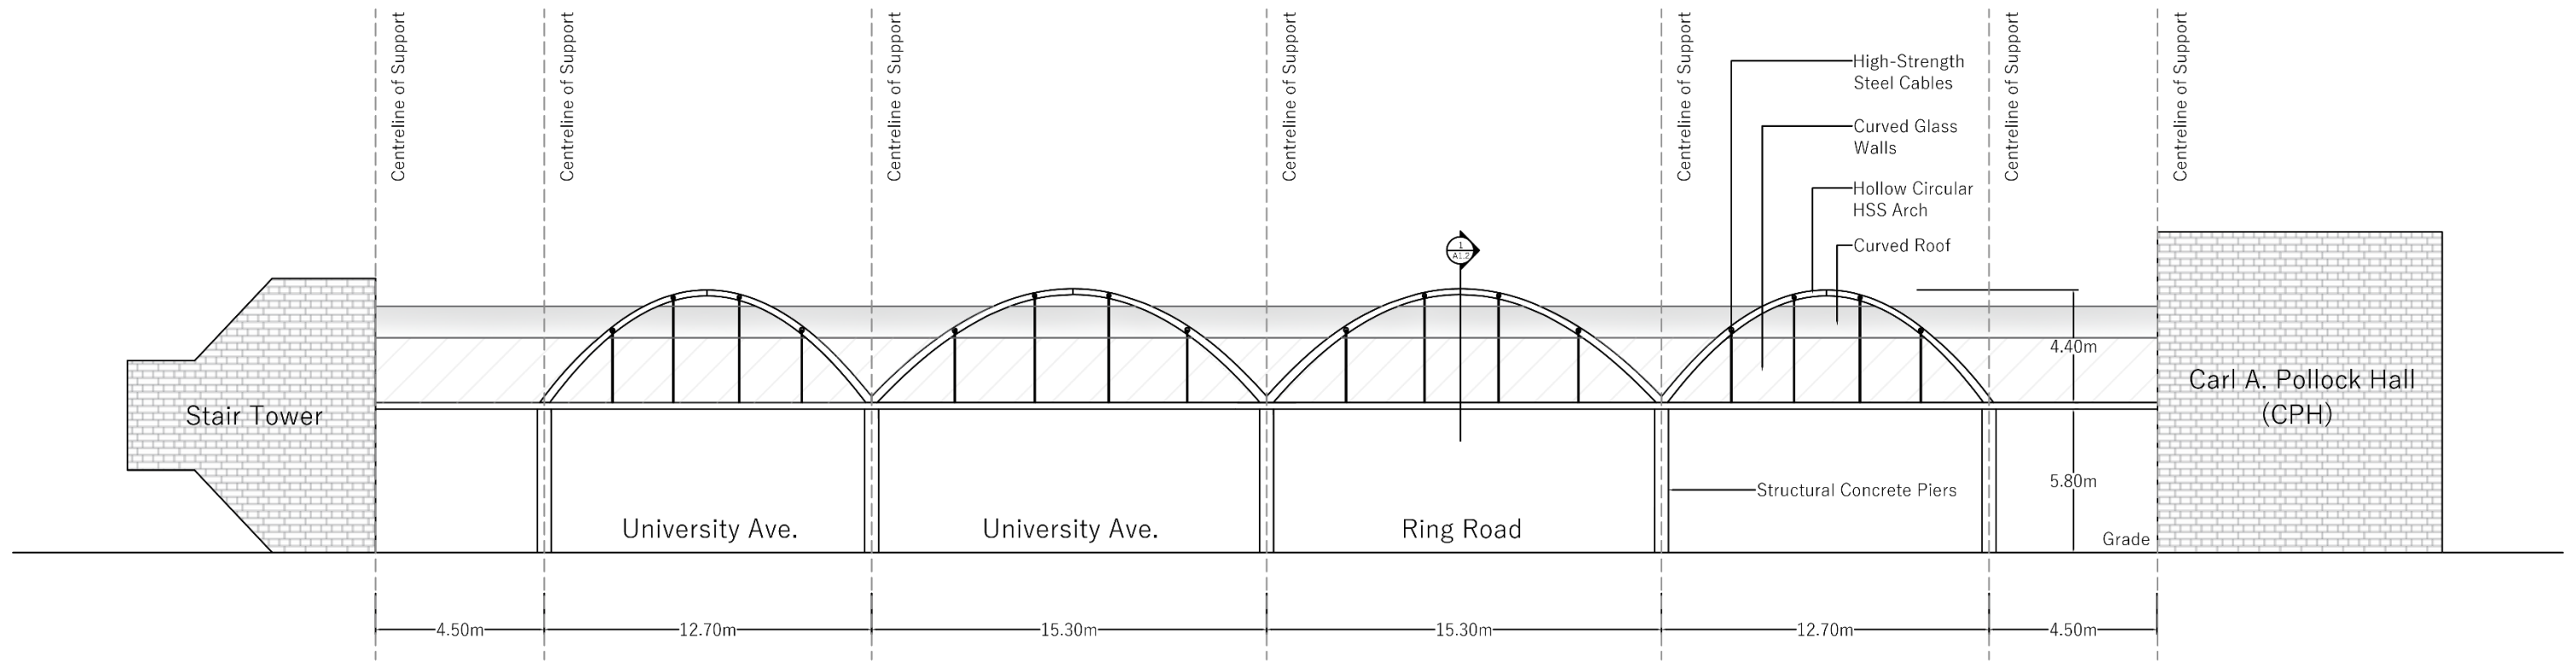 Centreline of Support
Centreline of Support
Centreline of Support
Centreline of Support
Centreline of Support
Centreline of Support
Centreline of Support
High-Strength
Steel Cables
Curved Glass
Walls
Hollow Circular
HSS Arch
Curved Roof
1
A1.2
4.40m
Stair Tower
Carl A. Pollock Hall
(CPH)
5.80m
Structural Concrete Piers
University Ave.
University Ave.
Ring Road
Grade
4.50m
12.70m
15.30m
15.30m
12.70m
4.50m